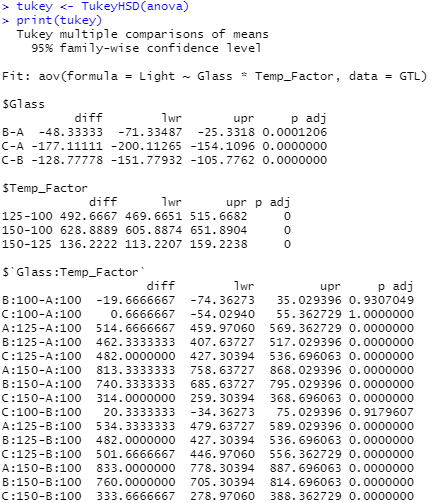 > tukey <- TukeyHSD(anova)
> print(tukey)
  Tukey multiple comparisons of means
    95% family-wise confidence level

Fit: aov(formula = Light ~ Glass * Temp_Factor, data = GTL)

$Glass
          diff        lwr       upr     p adj
B-A  -48.33333  -71.33487  -25.3318 0.0001206
C-A -177.11111 -200.11265 -154.1096 0.0000000
C-B -128.77778 -151.77932 -105.7762 0.0000000

$Temp_Factor
            diff      lwr      upr p adj
125-100 492.6667 469.6651 515.6682     0
150-100 628.8889 605.8874 651.8904     0
150-125 136.2222 113.2207 159.2238     0

$`Glass:Temp_Factor`
                   diff        lwr        upr     p adj
B:100-A:100 -19.6666667  -74.36273  35.029396 0.9307049
C:100-A:100   0.6666667  -54.02940  55.362729 1.0000000
A:125-A:100 514.6666667  459.97060 569.362729 0.0000000
B:125-A:100 462.3333333  407.63727 517.029396 0.0000000
C:125-A:100 482.0000000  427.30394 536.696063 0.0000000
A:150-A:100 813.3333333  758.63727 868.029396 0.0000000
B:150-A:100 740.3333333  685.63727 795.029396 0.0000000
C:150-A:100 314.0000000  259.30394 368.696063 0.0000000
C:100-B:100  20.3333333  -34.36273  75.029396 0.9179607
A:125-B:100 534.3333333  479.63727 589.029396 0.0000000
B:125-B:100 482.0000000  427.30394 536.696063 0.0000000
C:125-B:100 501.6666667  446.97060 556.362729 0.0000000
A:150-B:100 833.0000000  778.30394 887.696063 0.0000000
B:150-B:100 760.0000000  705.30394 814.696063 0.0000000
C:150-B:100 333.6666667  278.97060 388.362729 0.0000000